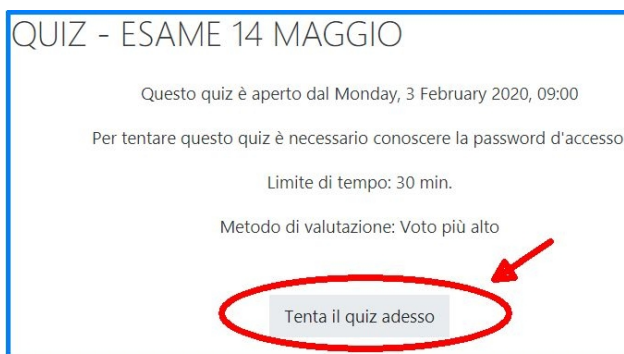 QUIZ - ESAME 14 MAGGIO
Questo quiz è aperto dal Monday, 3 February 2020, 09:00
Per tentare questo quiz è necessario conoscere la password d'accesso
Limite di tempo: 30 min.
Metodo di valutazione: Voto più alto
Tenta il quiz adesso